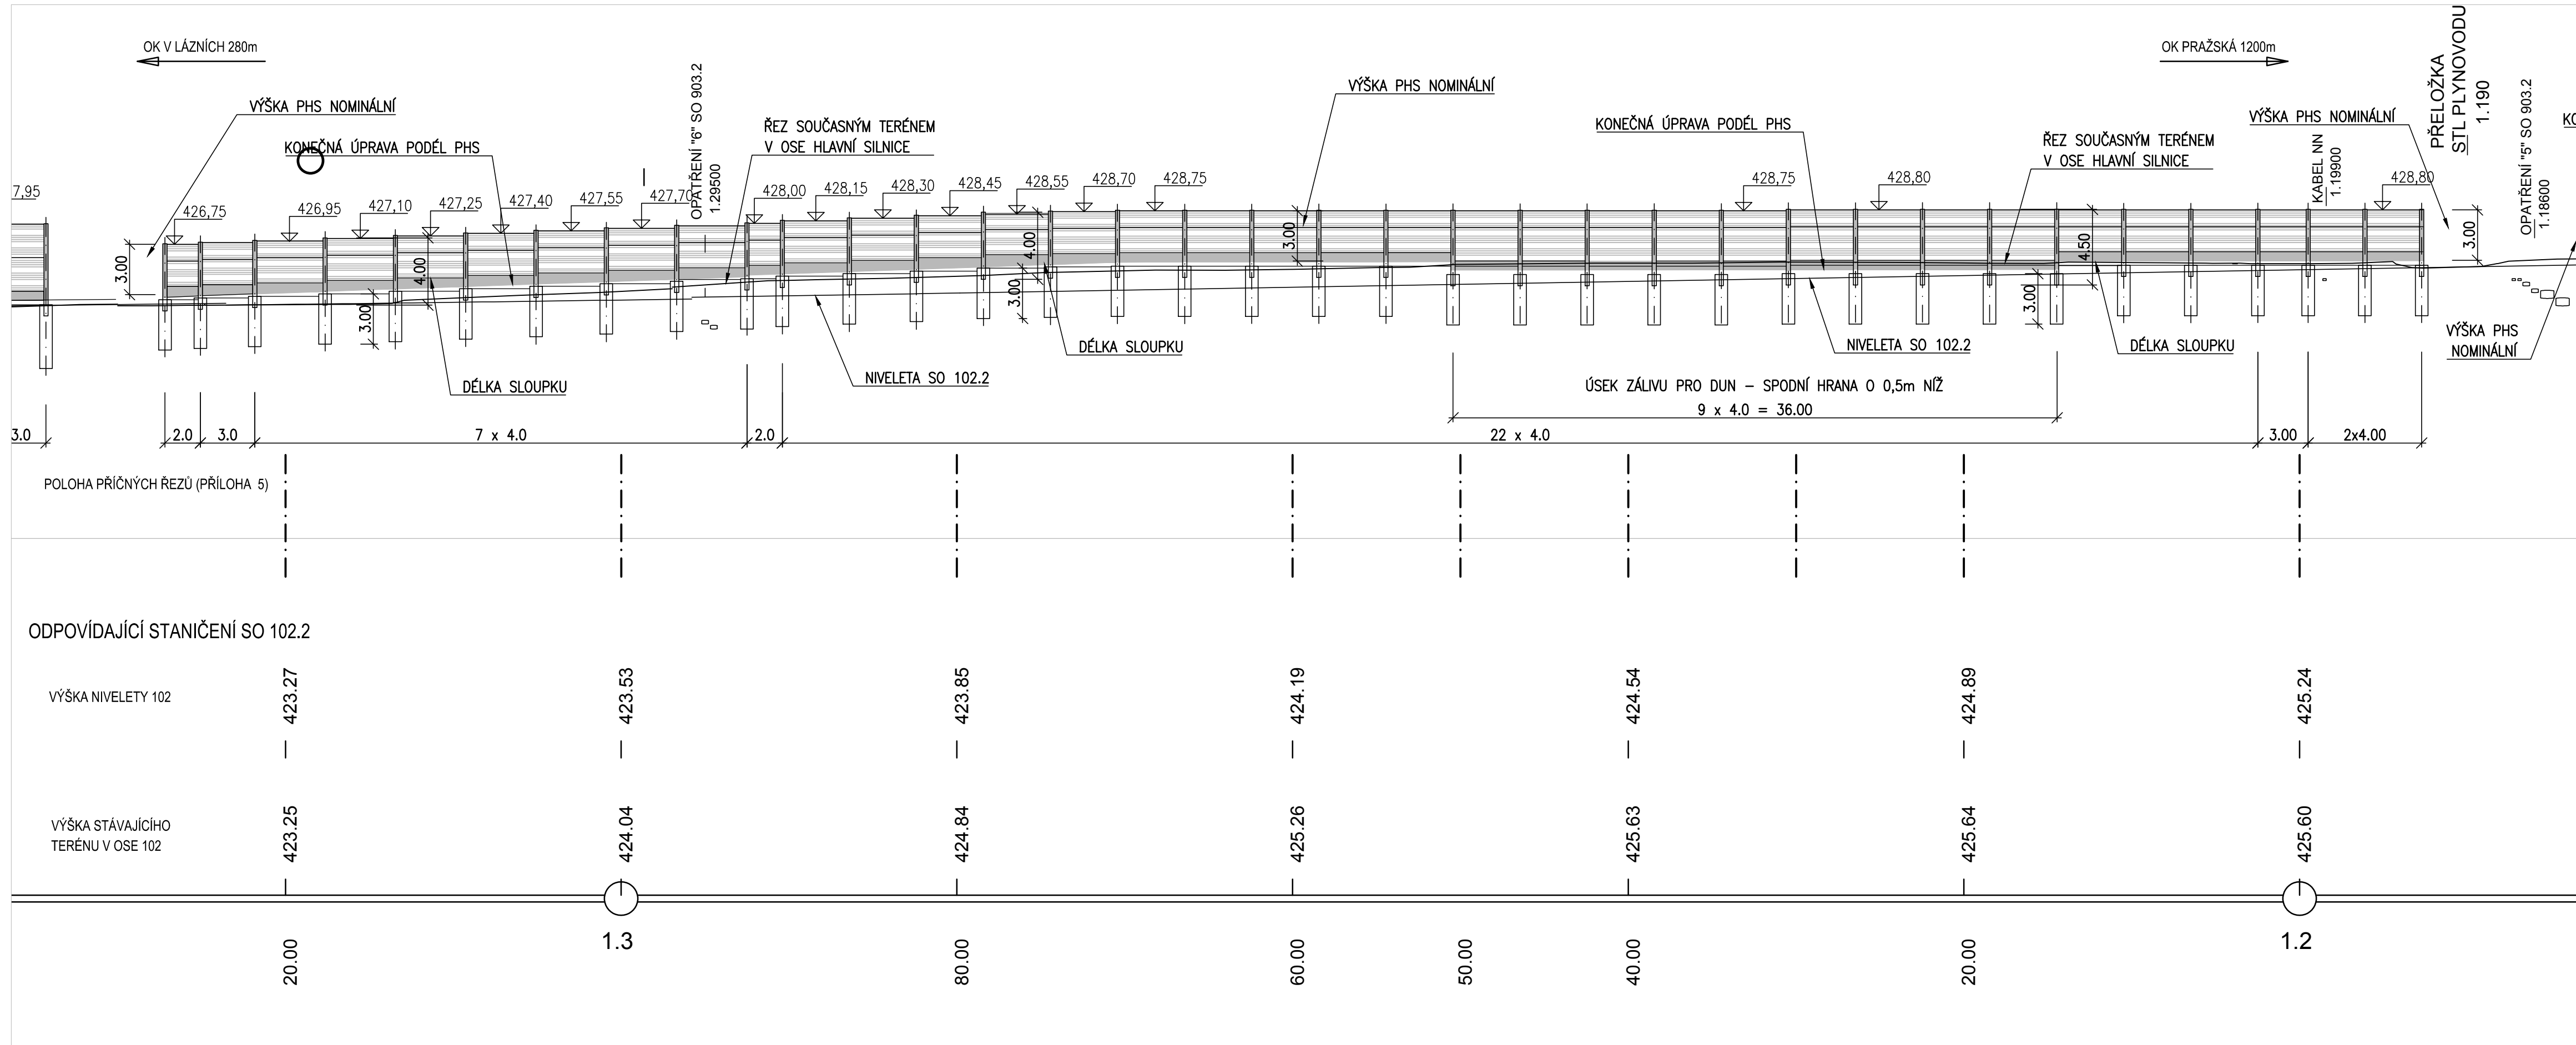 OK V LÁZNÍCH 280m
OK PRAŽSKÁ 1200m
VÝŠKA PHS NOMINÁLNÍ
KONEČNÁ ÚPRAVA PODÉL PHS
OPATŘENÍ "6" SO 903.2
1.29500
ŘEZ SOUČASNÝM TERÉNEM
V OSE HLAVNÍ SILNICE
VÝŠKA PHS NOMINÁLNÍ
KONEČNÁ ÚPRAVA PODÉL PHS
ŘEZ SOUČASNÝM TERÉNEM
V OSE HLAVNÍ SILNICE
VÝŠKA PHS NOMINÁLNÍ
KABEL NN
1.19900
PŘELOŽKA
STL PLYNOVODU
1.190
OPATŘENÍ "5" SO 903.2
1.18600
7,95
426,75
426,95
427,10
427,25
427,40
427,55
427,70
428,00
428,15
428,30
428,45
428,55
428,70
428,75
428,75
428,80
428,80
3.00
4.00
3.00
4.00
3.00
3.00
4.50
3.00
3.00
DÉLKA SLOUPKU
NIVELETA SO 102.2
DÉLKA SLOUPKU
NIVELETA SO 102.2
DÉLKA SLOUPKU
VÝŠKA PHS
NOMINÁLNÍ
ÚSEK ZÁLIVU PRO DUN – SPODNÍ HRANA O 0,5m NÍŽ
9 x 4.0 = 36.00
3.0
2.0
3.0
7 x 4.0
2.0
22 x 4.0
3.00
2x4.00
POLOHA PŘÍČNÝCH ŘEZŮ (PŘÍLOHA 5)
ODPOVÍDAJÍCÍ STANIČENÍ SO 102.2
VÝŠKA NIVELETY 102
423.27
423.53
423.85
424.19
424.54
424.89
425.24
VÝŠKA STÁVAJÍCÍHO
TERÉNU V OSE 102
423.25
424.04
424.84
425.26
425.63
425.64
425.60
20.00
1.3
80.00
60.00
50.00
40.00
20.00
1.2